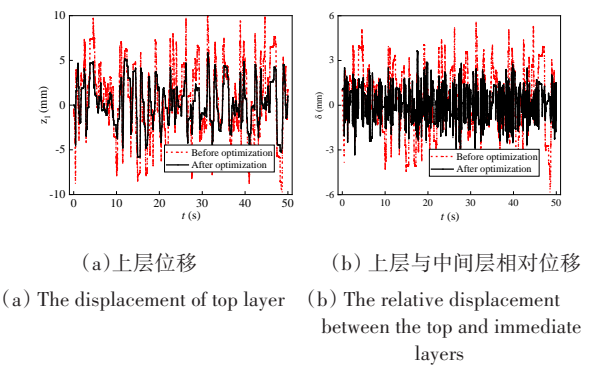 10
5
0
-5
-10
z₁ (mm)
Before optimization
After optimization
0 10 20 30 40 50
t (s)
6
3
0
-3
-6
δ (mm)
Before optimization
After optimization
0 10 20 30 40 50
t (s)
(a)上层位移
(b) 上层与中间层相对位移
(a) The displacement of top layer
(b) The relative displacement
between the top and immediate
layers